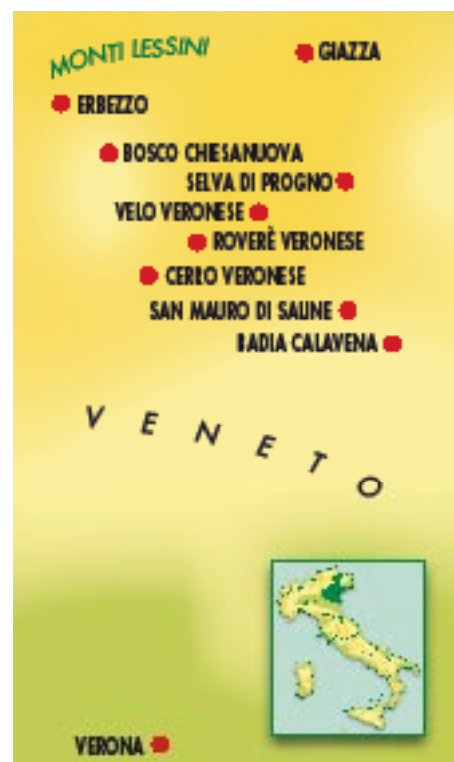 MONTI LESSINI
GIAZZA
ERBEZZO
BOSCO CHIESANUOVA
SELVA DI PROGNO
VELO VERONESE
ROVERÈ VERONESE
CERRO VERONESE
SAN MAURO DI SALINE
BADIA CALAVENA
VENETO
VERONA